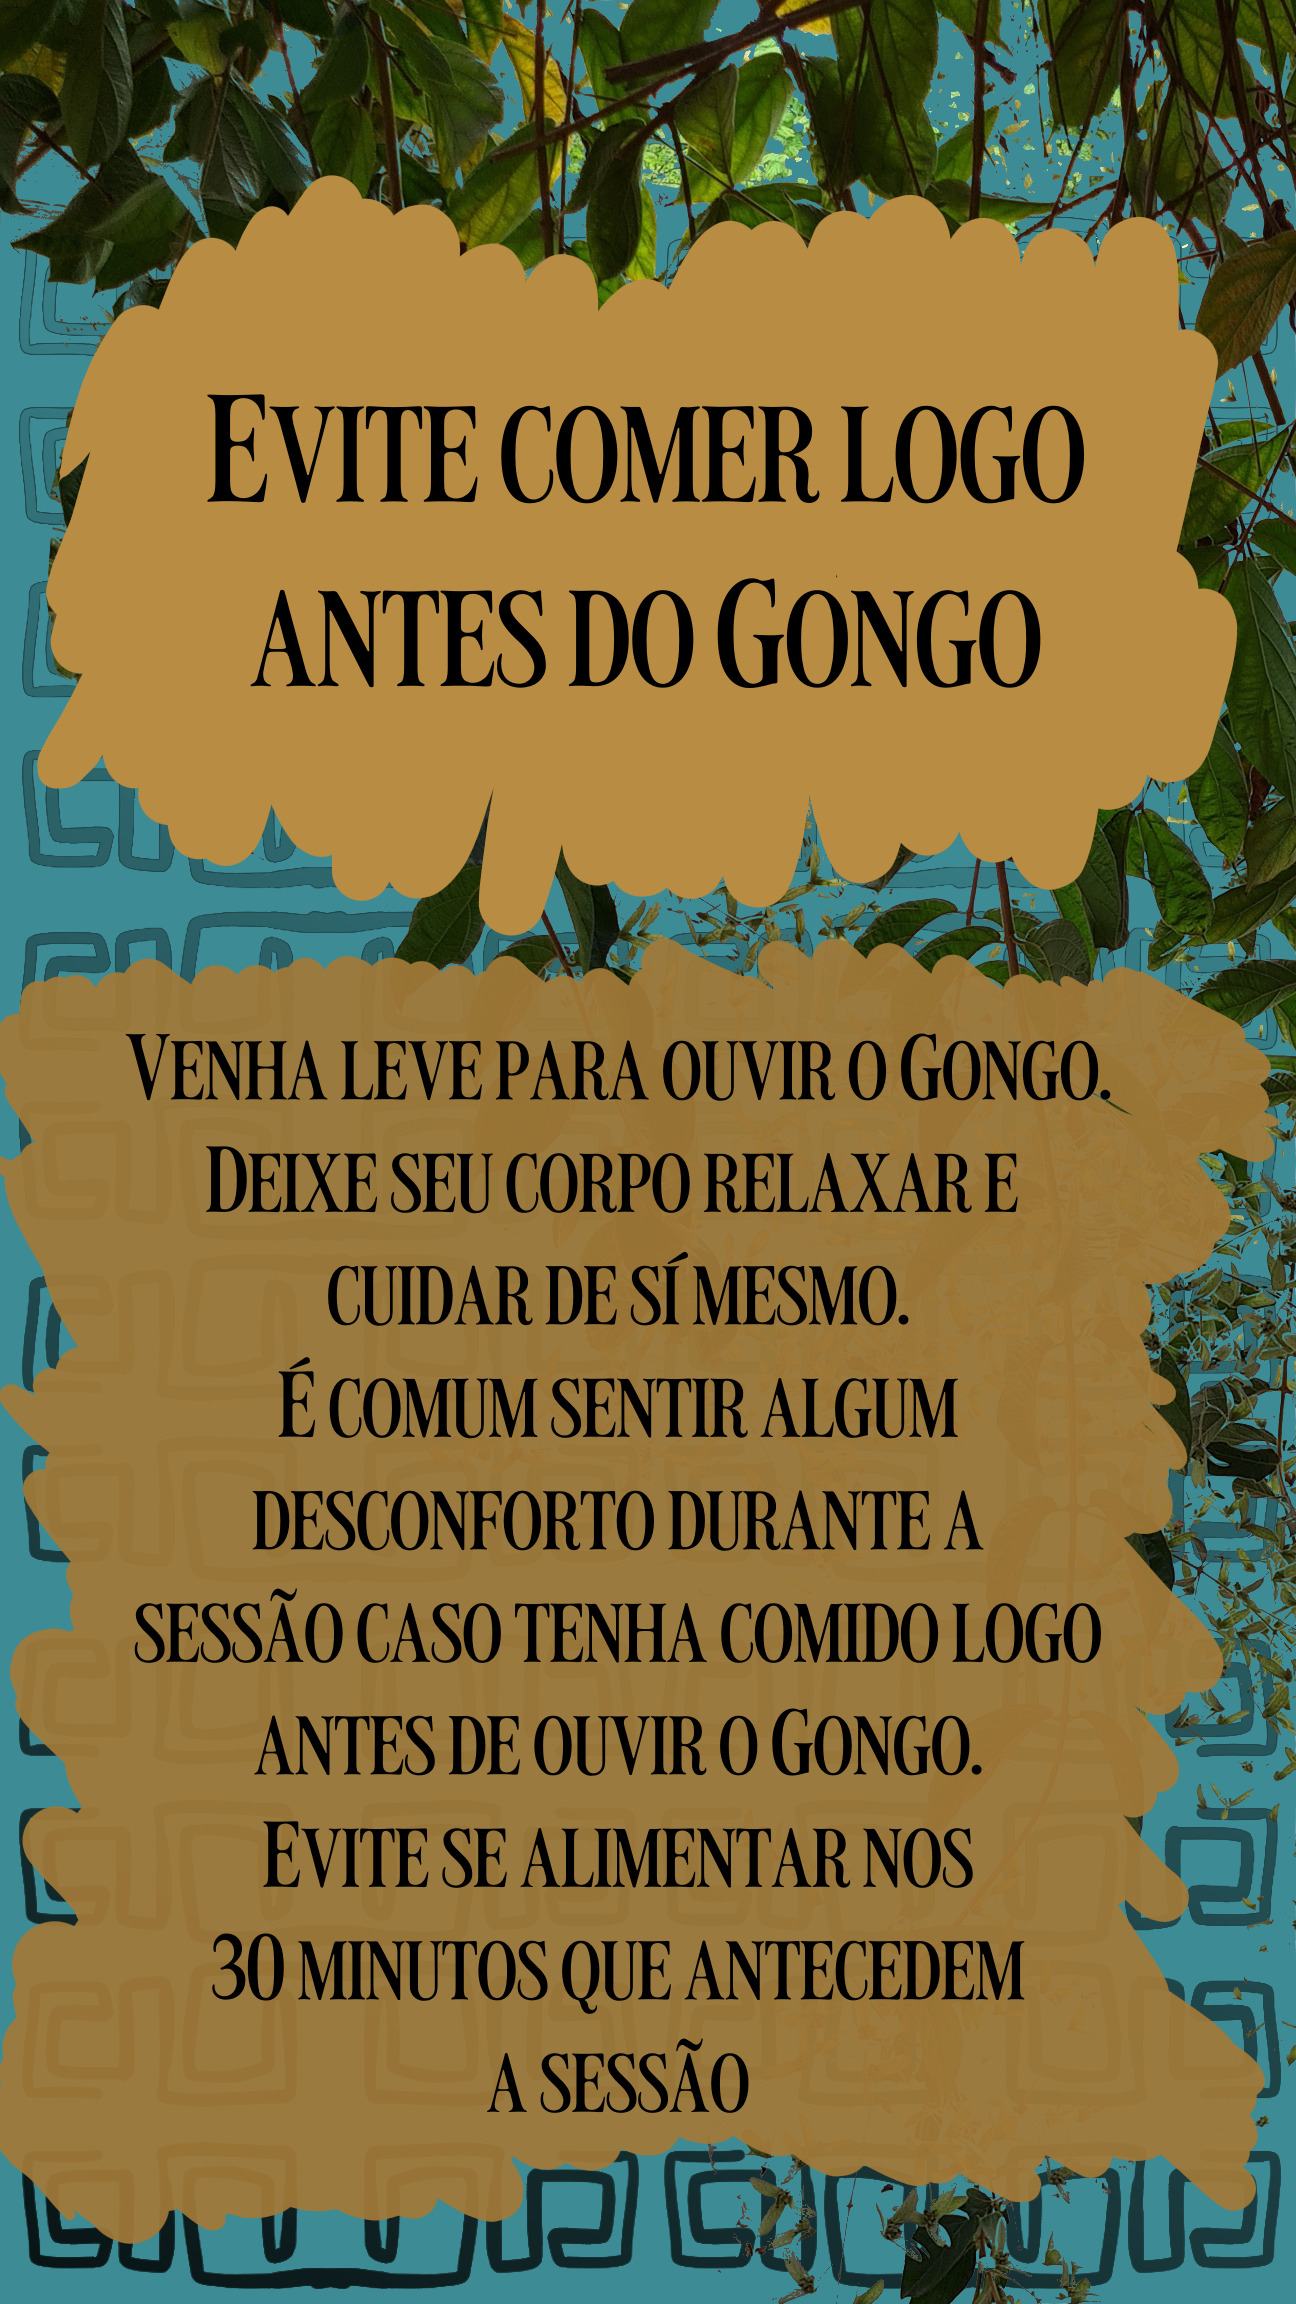 Evite comer logo
antes do Gongo
Venha leve para ouvir o Gongo.
Deixe seu corpo relaxar e
cuidar de sí mesmo.
É comum sentir algum
desconforto durante a
sessão caso tenha comido logo
antes de ouvir o Gongo.
Evite se alimentar nos
30 minutos que antecedem
a sessão